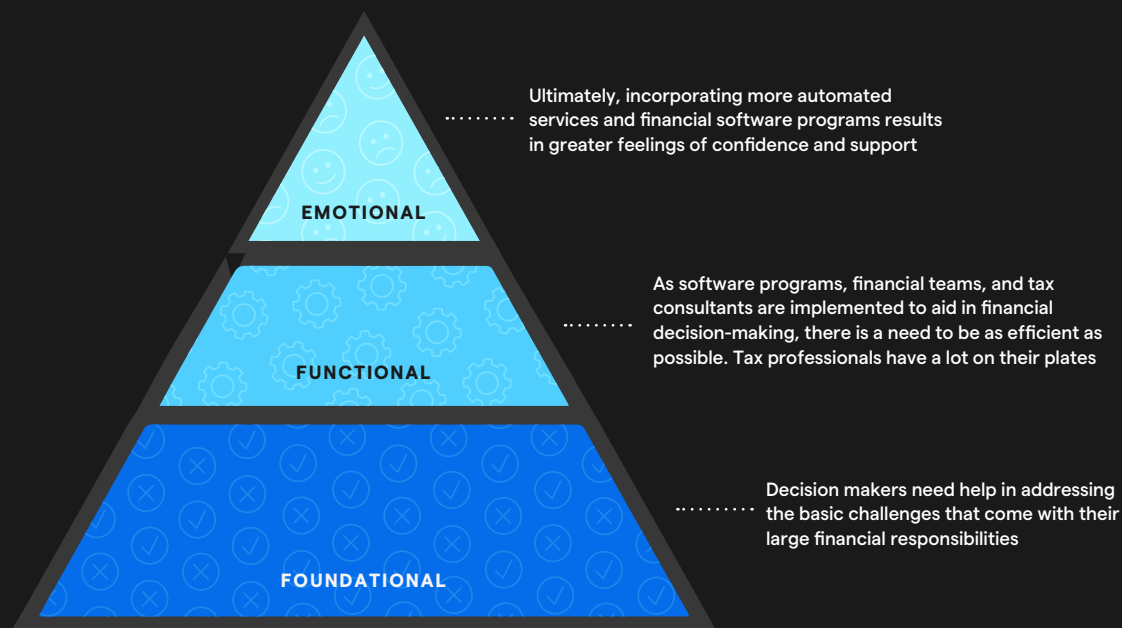 Ultimately, incorporating more automated
services and financial software programs results
in greater feelings of confidence and support
EMOTIONAL
As software programs, financial teams, and tax
consultants are implemented to aid in financial
decision-making, there is a need to be as efficient as
possible. Tax professionals have a lot on their plates
FUNCTIONAL
Decision makers need help in addressing
the basic challenges that come with their
large financial responsibilities
FOUNDATIONAL